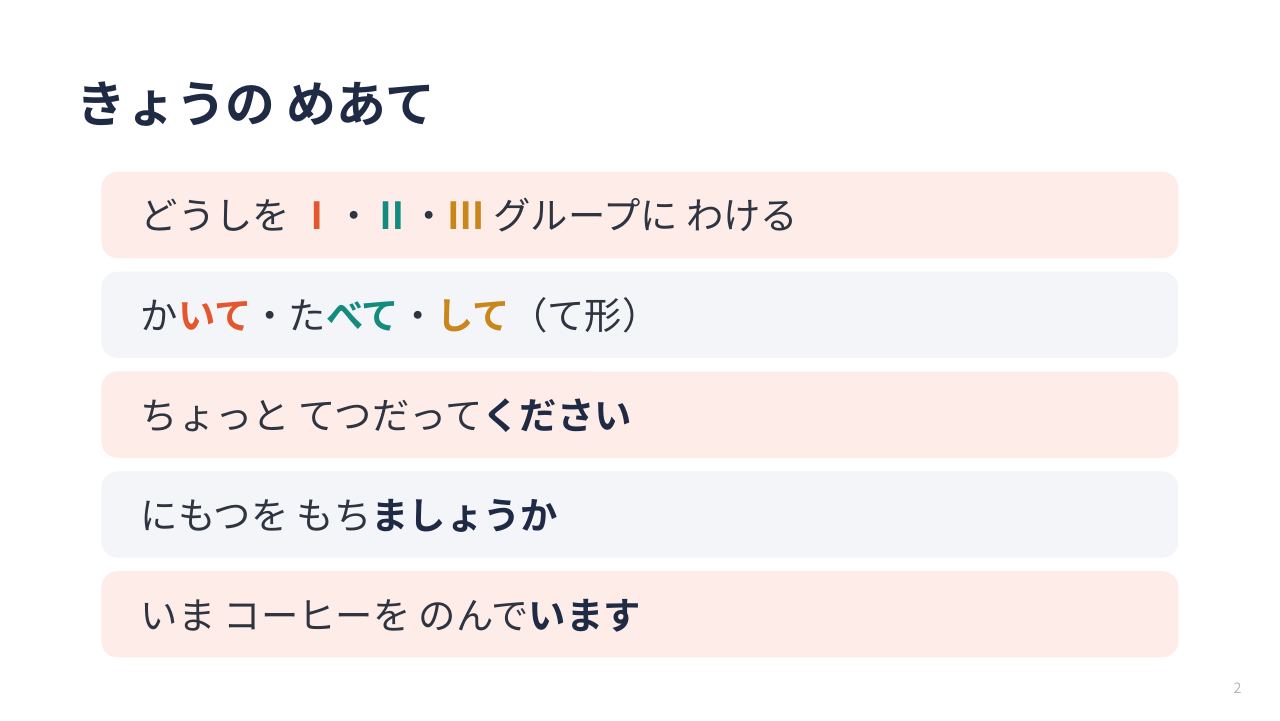 きょうの めあて
どうしを I・II・III グループに わける
かいて・たべて・して（て形）
ちょっと てつだってください
にもつを もちましょうか
いま コーヒーを のんでいます
2